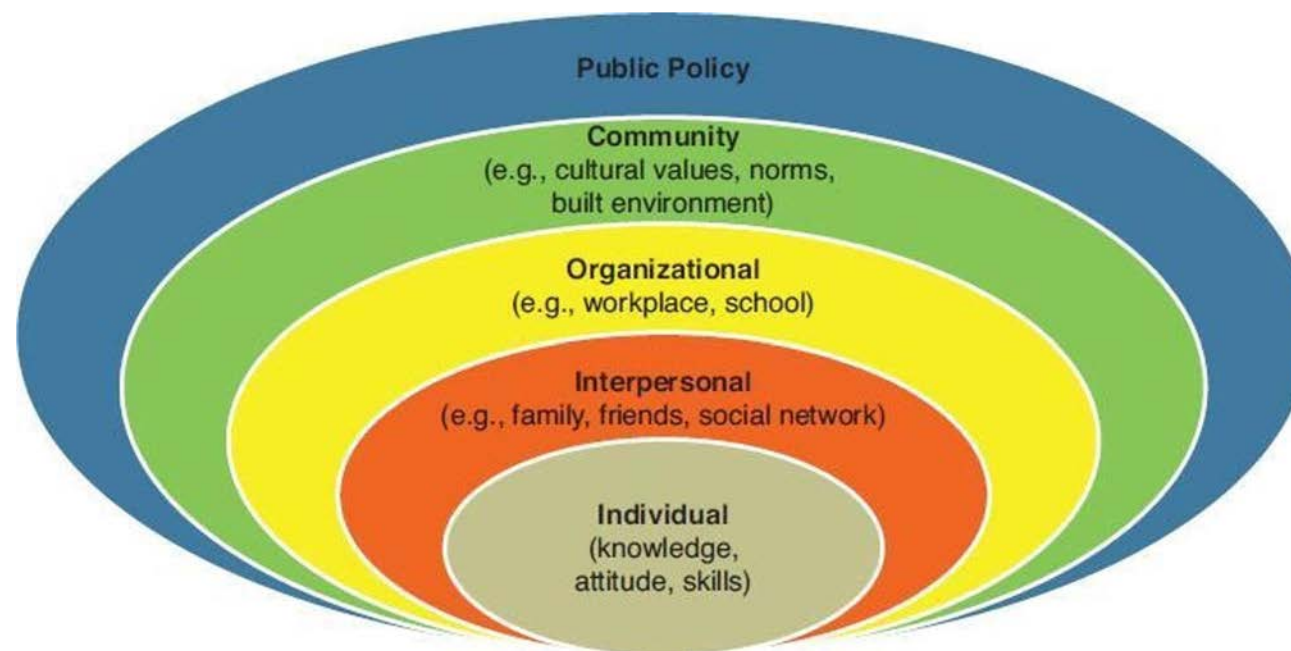 Public Policy
Community
(e.g., cultural values, norms,
built environment)
Organizational
(e.g., workplace, school)
Interpersonal
(e.g., family, friends, social network)
Individual
(knowledge,
attitude, skills)